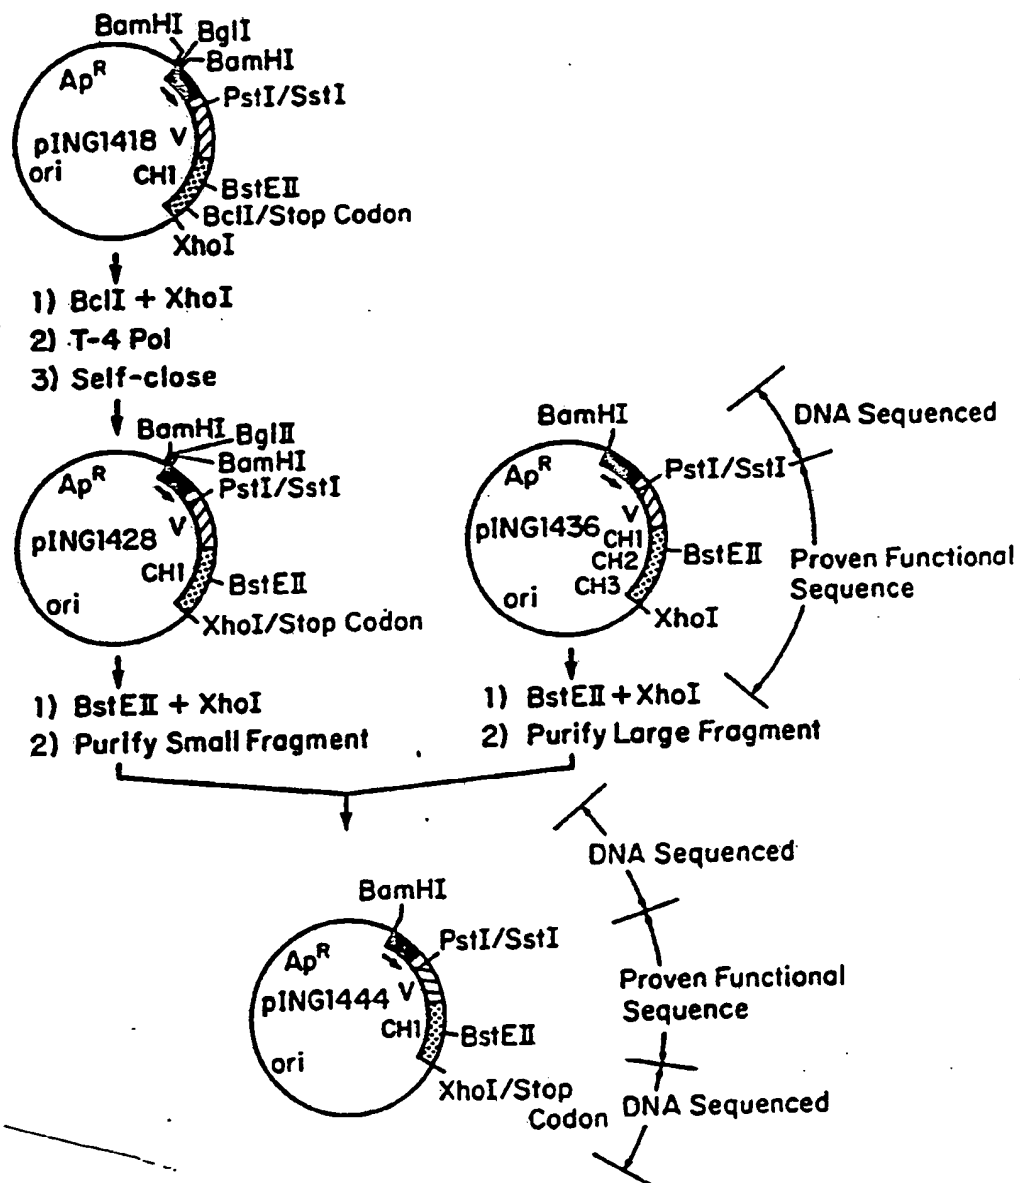 BamHI
BglI
BamHI
Ap^R
PstI/SstI
pING1418
V
ori
CH1
BstEII
BclI/Stop Codon
XhoI
1) BclI + XhoI
2) T-4 Pol
3) Self-close
BamHI
BglII
BamHI
Ap^R
PstI/SstI
pING1428
V
CH1
BstEII
ori
XhoI/Stop Codon
1) BstEII + XhoI
2) Purify Small Fragment
BamHI
Ap^R
PstI/SstI
V
pING1436
CH1
CH2
CH3
BstEII
ori
XhoI
DNA Sequenced
Proven Functional
Sequence
1) BstEII + XhoI
2) Purify Large Fragment
BamHI
Ap^R
PstI/SstI
pING1444
V
CH1
BstEII
ori
XhoI/Stop
Codon
DNA Sequenced
Proven Functional
Sequence
DNA Sequenced